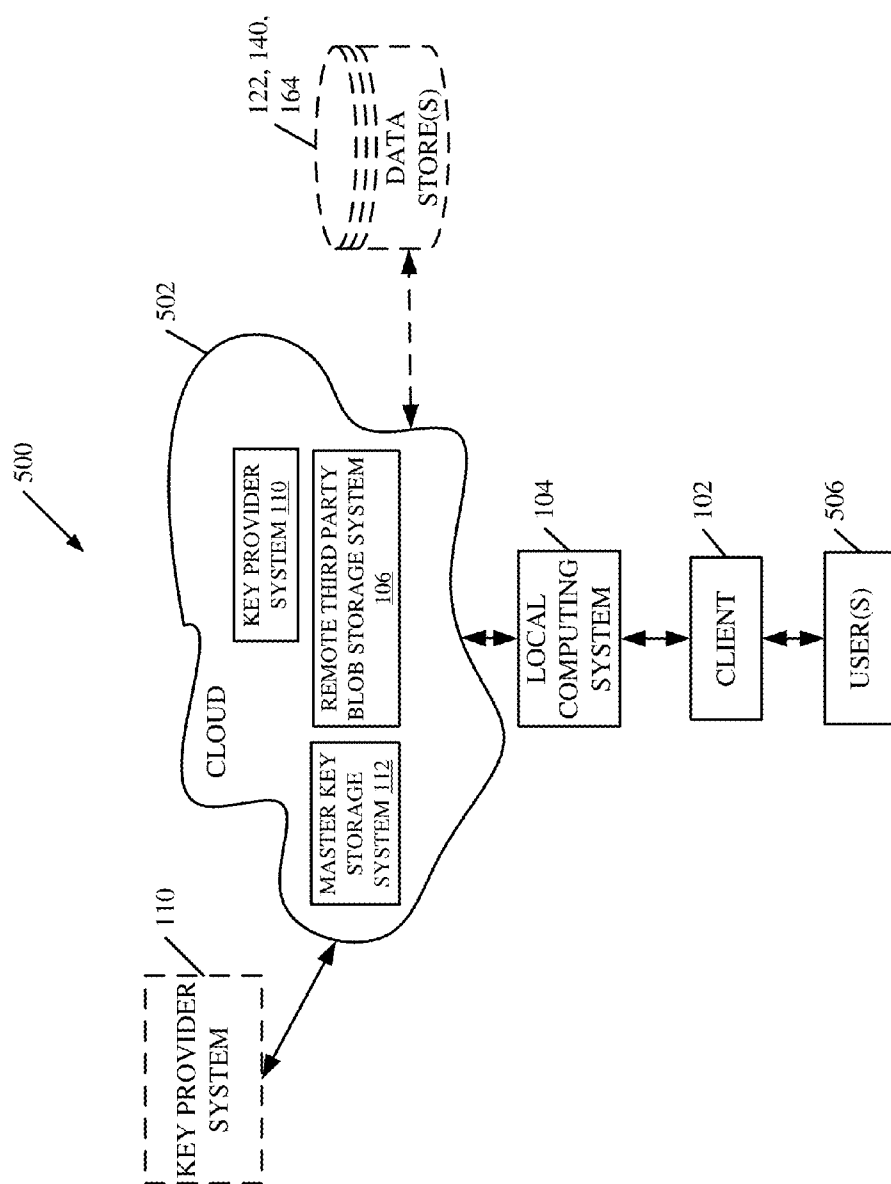 500
110
KEY PROVIDER
SYSTEM
502
CLOUD
KEY PROVIDER
SYSTEM 110
MASTER KEY
STORAGE
SYSTEM 112
REMOTE THIRD PARTY
BLOB STORAGE SYSTEM
106
122, 140,
164
DATA
STORE(S)
104
LOCAL
COMPUTING
SYSTEM
102
CLIENT
506
USER(S)